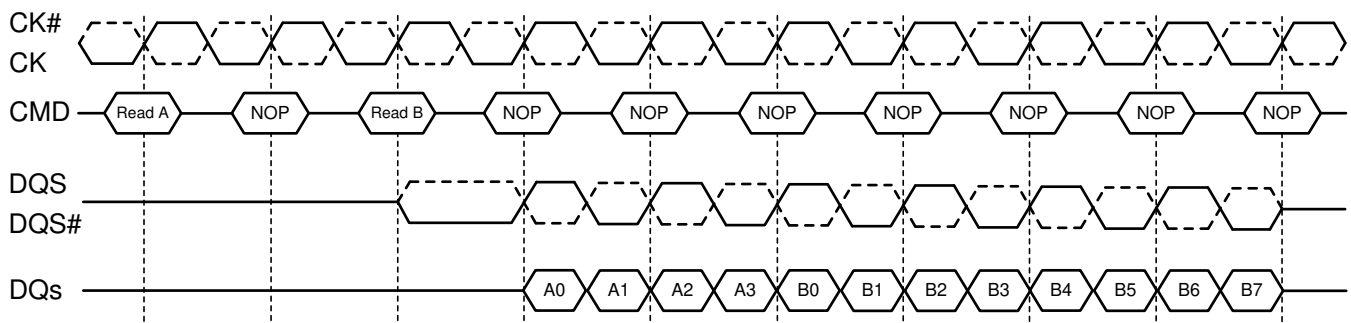 CK#
CK
CMD Read A NOP Read B NOP NOP NOP NOP NOP NOP NOP
DQS
DQS#
DQs A0 A1 A2 A3 B0 B1 B2 B3 B4 B5 B6 B7